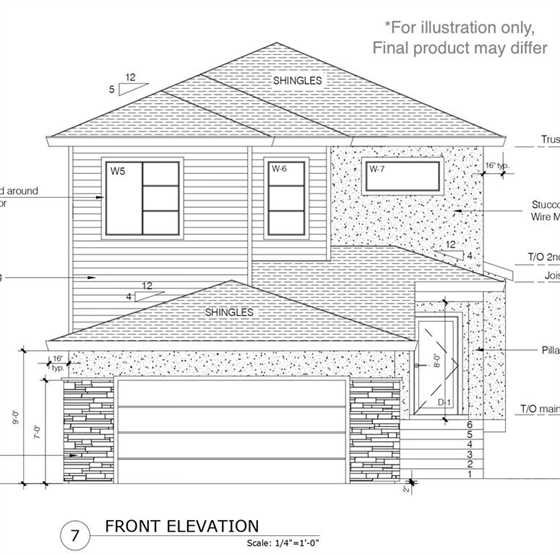 *For illustration only,
Final product may differ
12
5
SHINGLES
Trus
W5
W-6
W-7
16" typ.
d around
or
Stucco
Wire M
12
4
T/O 2nd
Jois
g
12
4
SHINGLES
16"
typ.
8'-0"
Pilla
9'-0"
7'-0"
D-1
T/O main
6
5
4
3
2
1
2"
7
FRONT ELEVATION
Scale: 1/4"=1'-0"